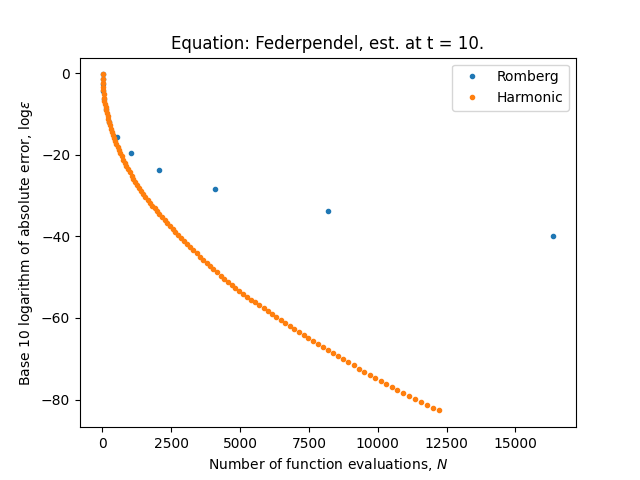 Equation: Federpendel, est. at t = 10.
Romberg
Harmonic
Base 10 logarithm of absolute error, logε
0
−20
−40
−60
−80
0 2500 5000 7500 10000 12500 15000
Number of function evaluations, N